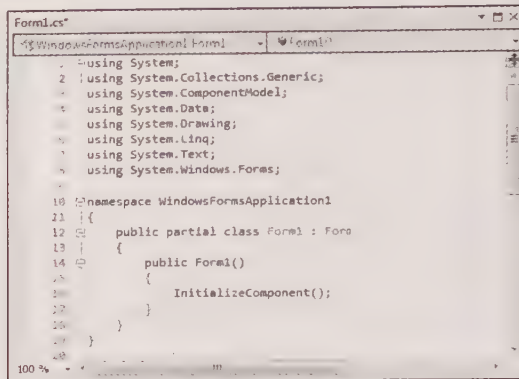 Form1.cs*
WindowsFormsApplication1.Form1 Form1()
1 using System;
2 using System.Collections.Generic;
using System.ComponentModel;
using System.Data;
using System.Drawing;
using System.Linq;
using System.Text;
using System.Windows.Forms;
10 namespace WindowsFormsApplication1
11 {
12 public partial class Form1 : Form
13 {
14 public Form1()
{
InitializeComponent();
}
}
}
100 %